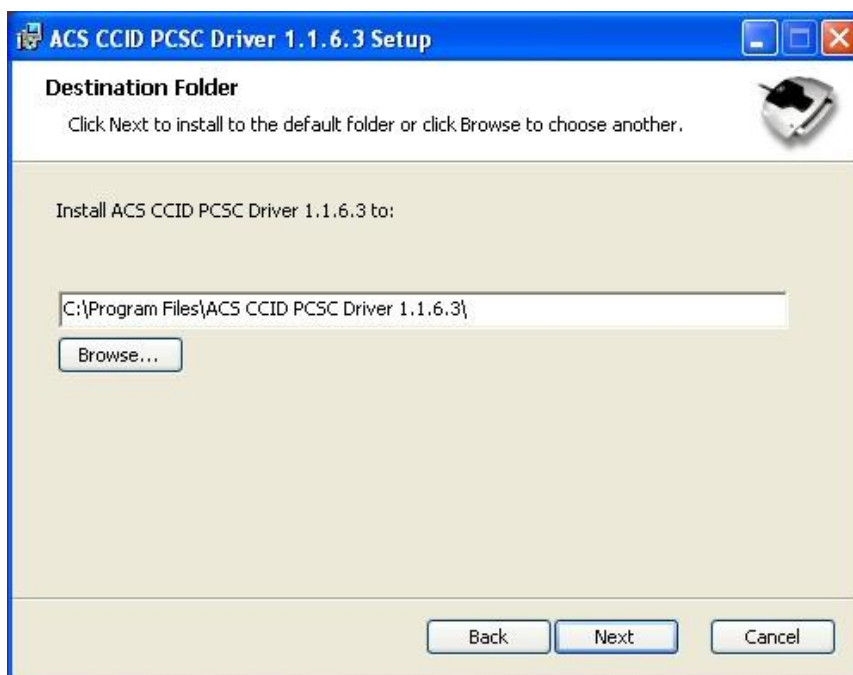 ACS CCID PCSC Driver 1.1.6.3 Setup
Destination Folder
Click Next to install to the default folder or click Browse to choose another.
Install ACS CCID PCSC Driver 1.1.6.3 to:
C:\Program Files\ACS CCID PCSC Driver 1.1.6.3\
Browse...
Back Next Cancel